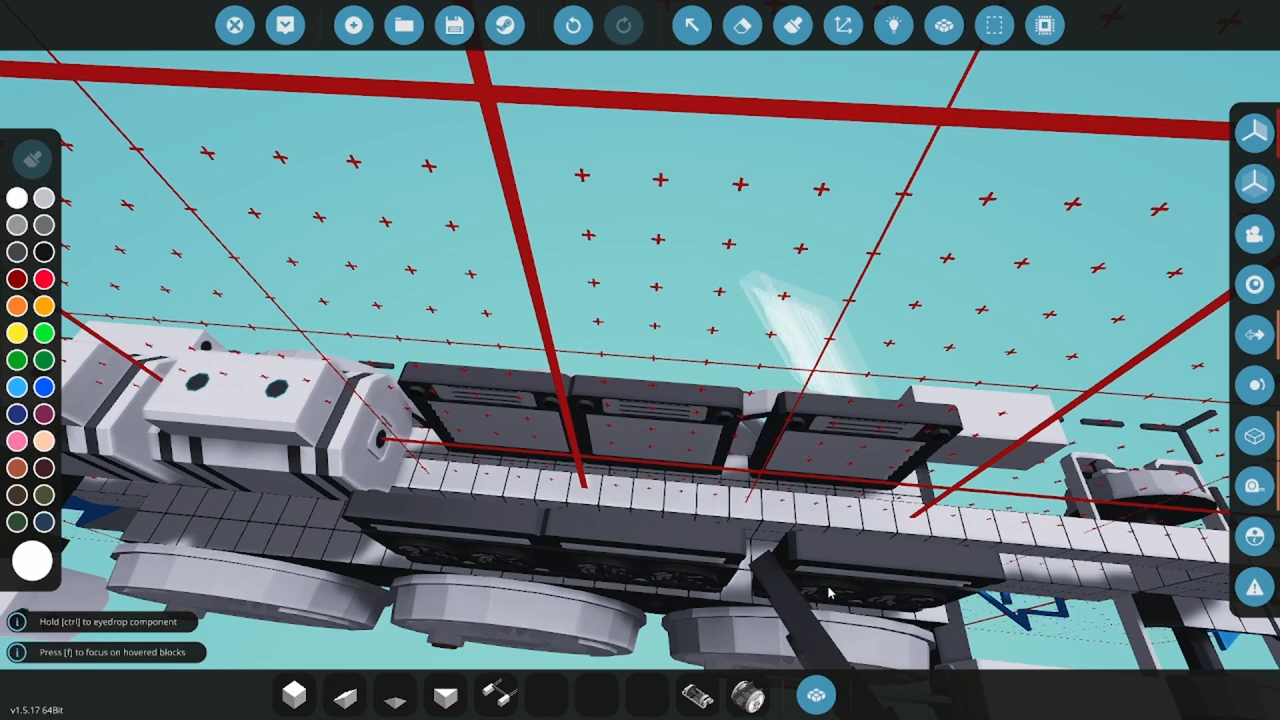 Hold [ctrl] to eyedrop component
Press [f] to focus on hovered blocks
v1.5.17 64Bit